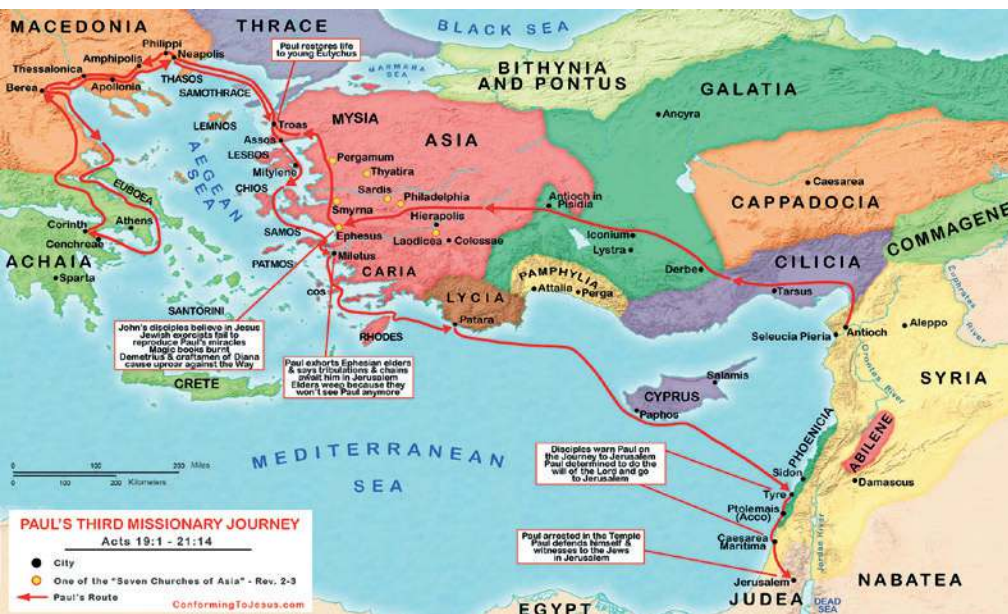 MACEDONIA
THRACE
BLACK SEA
Philippi
Neapolis
Amphipolis
Thessalonica
Berea
Apollonia
THASOS
SAMOTHRACE
Paul restores life
to young Eutychus
MARMARA
SEA
BITHYNIA
AND PONTUS
GALATIA
Ancyra
LEMNOS
Troas
MYSIA
ASIA
Assos
LESBOS
Mitylene
AEGEAN
SEA
Pergamum
Thyatira
Sardis
Philadelphia
CHIOS
Smyrna
Hierapolis
Antioch in
Pisidia
Caesarea
CAPPADOCIA
COMMAGENE
EUBOEA
Corinth
Athens
Cenchreae
ACHAIA
Sparta
SAMOS
Ephesus
Laodicea
Colossae
Miletus
PATMOS
CARIA
Iconium
Lystra
Derbe
CILICIA
Tarsus
PAMPHYLIA
Attalia
Perga
LYCIA
Patara
COS
SANTORINI
RHODES
CRETE
Euphrates River
Seleucia Pieria
Antioch
Aleppo
Orontes River
SYRIA
John's disciples believe in Jesus
Jewish exorcists fail to
reproduce Paul's miracles
Magic books burnt
Demetrius & craftsmen of Diana
cause uproar against the Way
Paul exhorts Ephesian elders
& says tribulations & chains
await him in Jerusalem
Elders weep because they
won't see Paul anymore
Salamis
CYPRUS
Paphos
MEDITERRANEAN
SEA
PHOENICIA
ABILENE
Disciples warn Paul on
the Journey to Jerusalem
Paul determined to do the
will of the Lord and go
to Jerusalem
Sidon
Tyre
Damascus
Ptolemais
(Acco)
Caesarea
Maritima
Jordan River
Paul arrested in the Temple
Paul defends himself &
witnesses to the Jews
in Jerusalem
Jerusalem
JUDEA
DEAD
SEA
NABATEA
EGYPT
0 100 200 Miles
0 100 200 Kilometers
PAUL'S THIRD MISSIONARY JOURNEY
Acts 19:1 - 21:14
City
One of the "Seven Churches of Asia" - Rev. 2-3
Paul's Route
ConformingToJesus.com